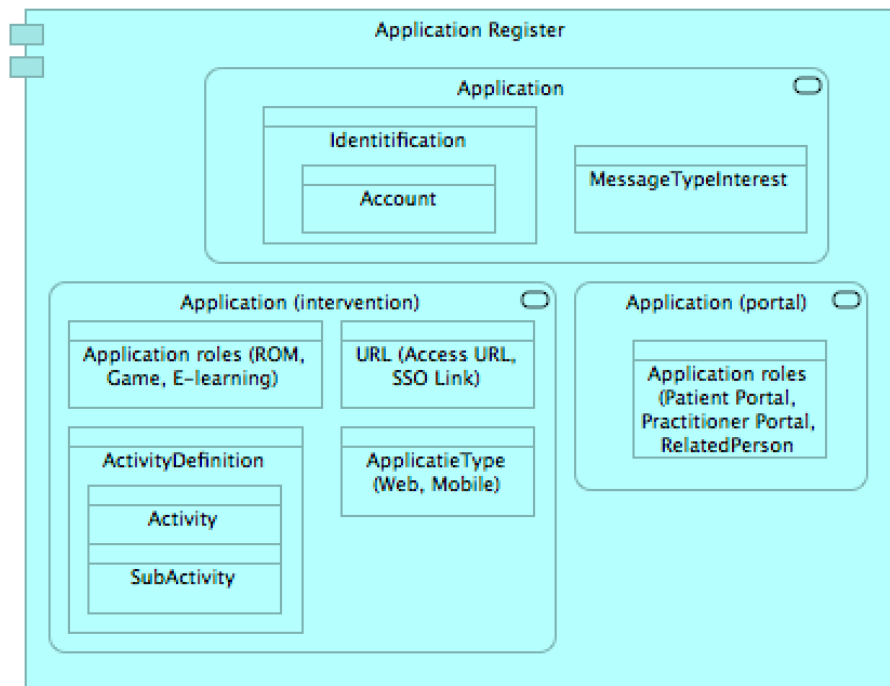 Application Register
Application
Identitification
Account
MessageTypeInterest
Application (intervention)
Application roles (ROM,
Game, E-learning)
URL (Access URL,
SSO Link)
ActivityDefinition
Activity
SubActivity
ApplicatieType
(Web, Mobile)
Application (portal)
Application roles
(Patient Portal,
Practitioner Portal,
RelatedPerson